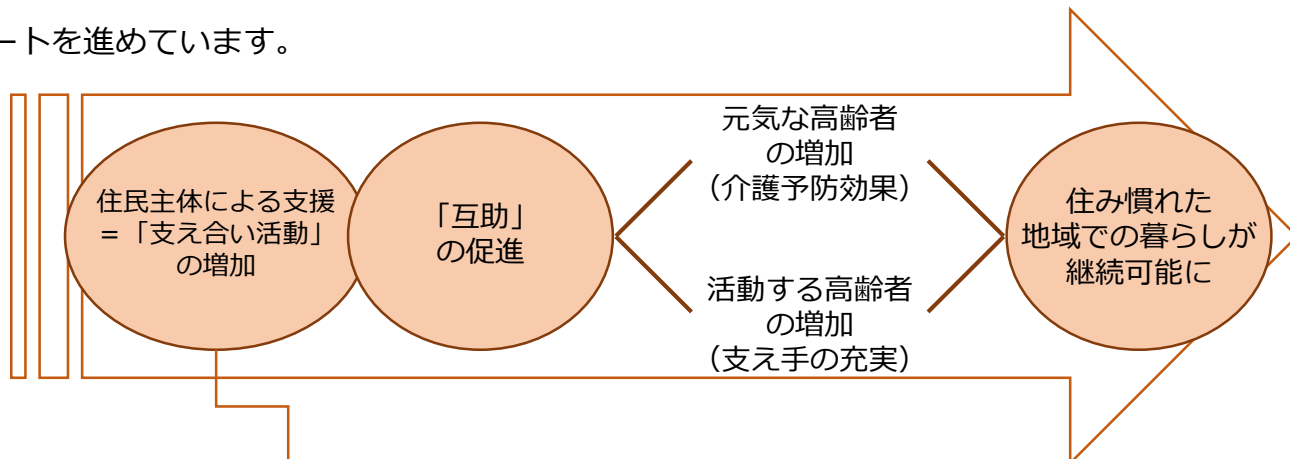 ートを進めています。
住民主体による支援
=「支え合い活動」
の増加
「互助」
の促進
元気な高齢者
の増加
（介護予防効果）
活動する高齢者
の増加
（支え手の充実）
住み慣れた
地域での暮らしが
継続可能に